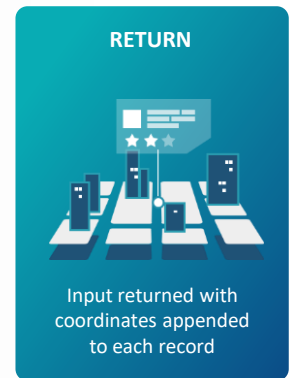 RETURN
Input returned with
coordinates appended
to each record